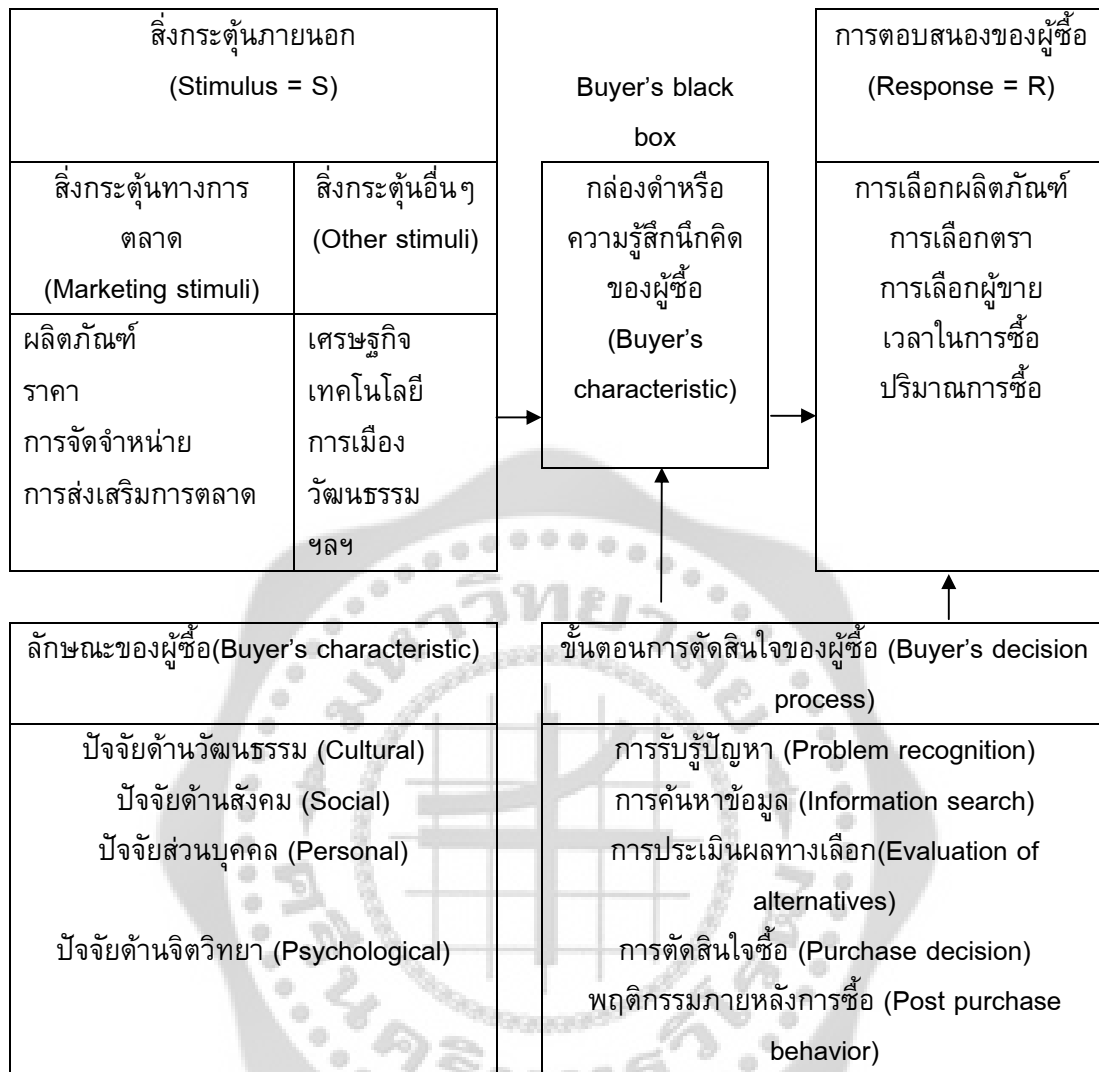 สิ่งกระตุ้นภายนอก
(Stimulus = S)
Buyer's black
box
การตอบสนองของผู้ซื้อ
(Response = R)
สิ่งกระตุ้นทางการ
ตลาด
(Marketing stimuli)
สิ่งกระตุ้นอื่นๆ
(Other stimuli)
ผลิตภัณฑ์
ราคา
การจัดจำหน่าย
การส่งเสริมการตลาด
เศรษฐกิจ
เทคโนโลยี
การเมือง
วัฒนธรรม
ฯลฯ
กล่องดำหรือ
ความรู้สึกนึกคิด
ของผู้ซื้อ
(Buyer's
characteristic)
การเลือกผลิตภัณฑ์
การเลือกตรา
การเลือกผู้ขาย
เวลาในการซื้อ
ปริมาณการซื้อ
ลักษณะของผู้ซื้อ(Buyer's characteristic)
ปัจจัยด้านวัฒนธรรม (Cultural)
ปัจจัยด้านสังคม (Social)
ปัจจัยส่วนบุคคล (Personal)
ปัจจัยด้านจิตวิทยา (Psychological)
ขั้นตอนการตัดสินใจของผู้ซื้อ (Buyer's decision
process)
การรับรู้ปัญหา (Problem recognition)
การค้นหาข้อมูล (Information search)
การประเมินผลทางเลือก(Evaluation of
alternatives)
การตัดสินใจซื้อ (Purchase decision)
พฤติกรรมภายหลังการซื้อ (Post purchase
behavior)
มหาวิทยาลัย